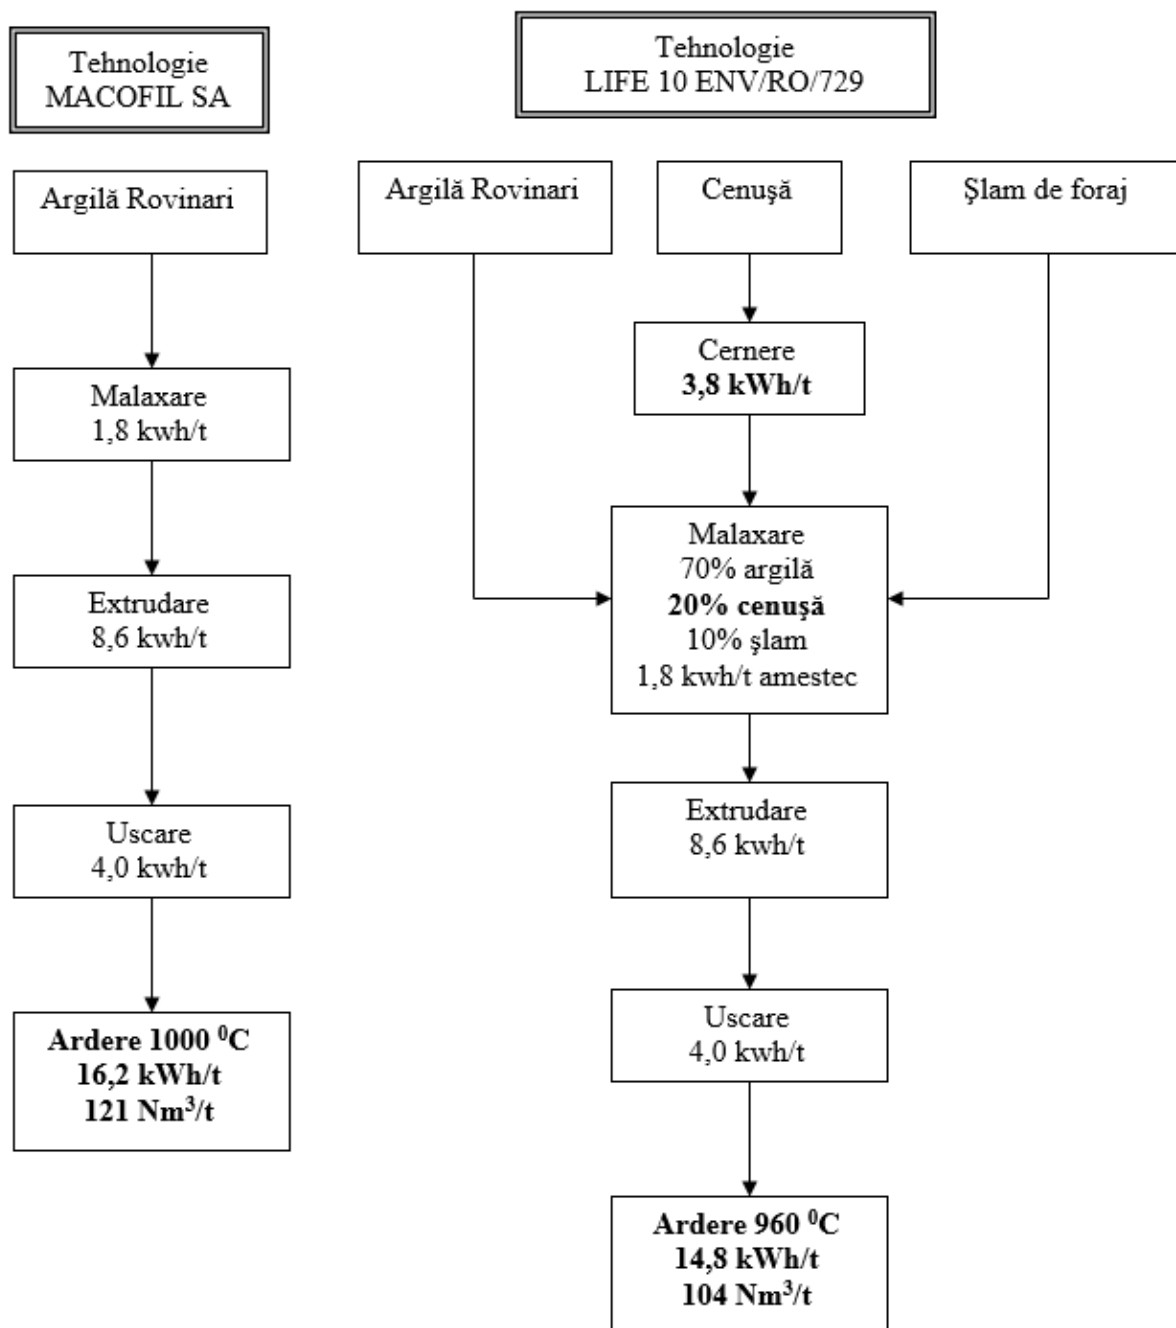 Tehnologie
MACOFIL SA
Argilă Rovinari
Malaxare
1,8 kwh/t
Extrudare
8,6 kwh/t
Uscare
4,0 kwh/t
Ardere 1000 ⁰C
16,2 kWh/t
121 Nm³/t
Tehnologie
LIFE 10 ENV/RO/729
Argilă Rovinari
Cenuşă
Şlam de foraj
Cernere
3,8 kWh/t
Malaxare
70% argilă
20% cenuşă
10% şlam
1,8 kwh/t amestec
Extrudare
8,6 kwh/t
Uscare
4,0 kwh/t
Ardere 960 ⁰C
14,8 kWh/t
104 Nm³/t